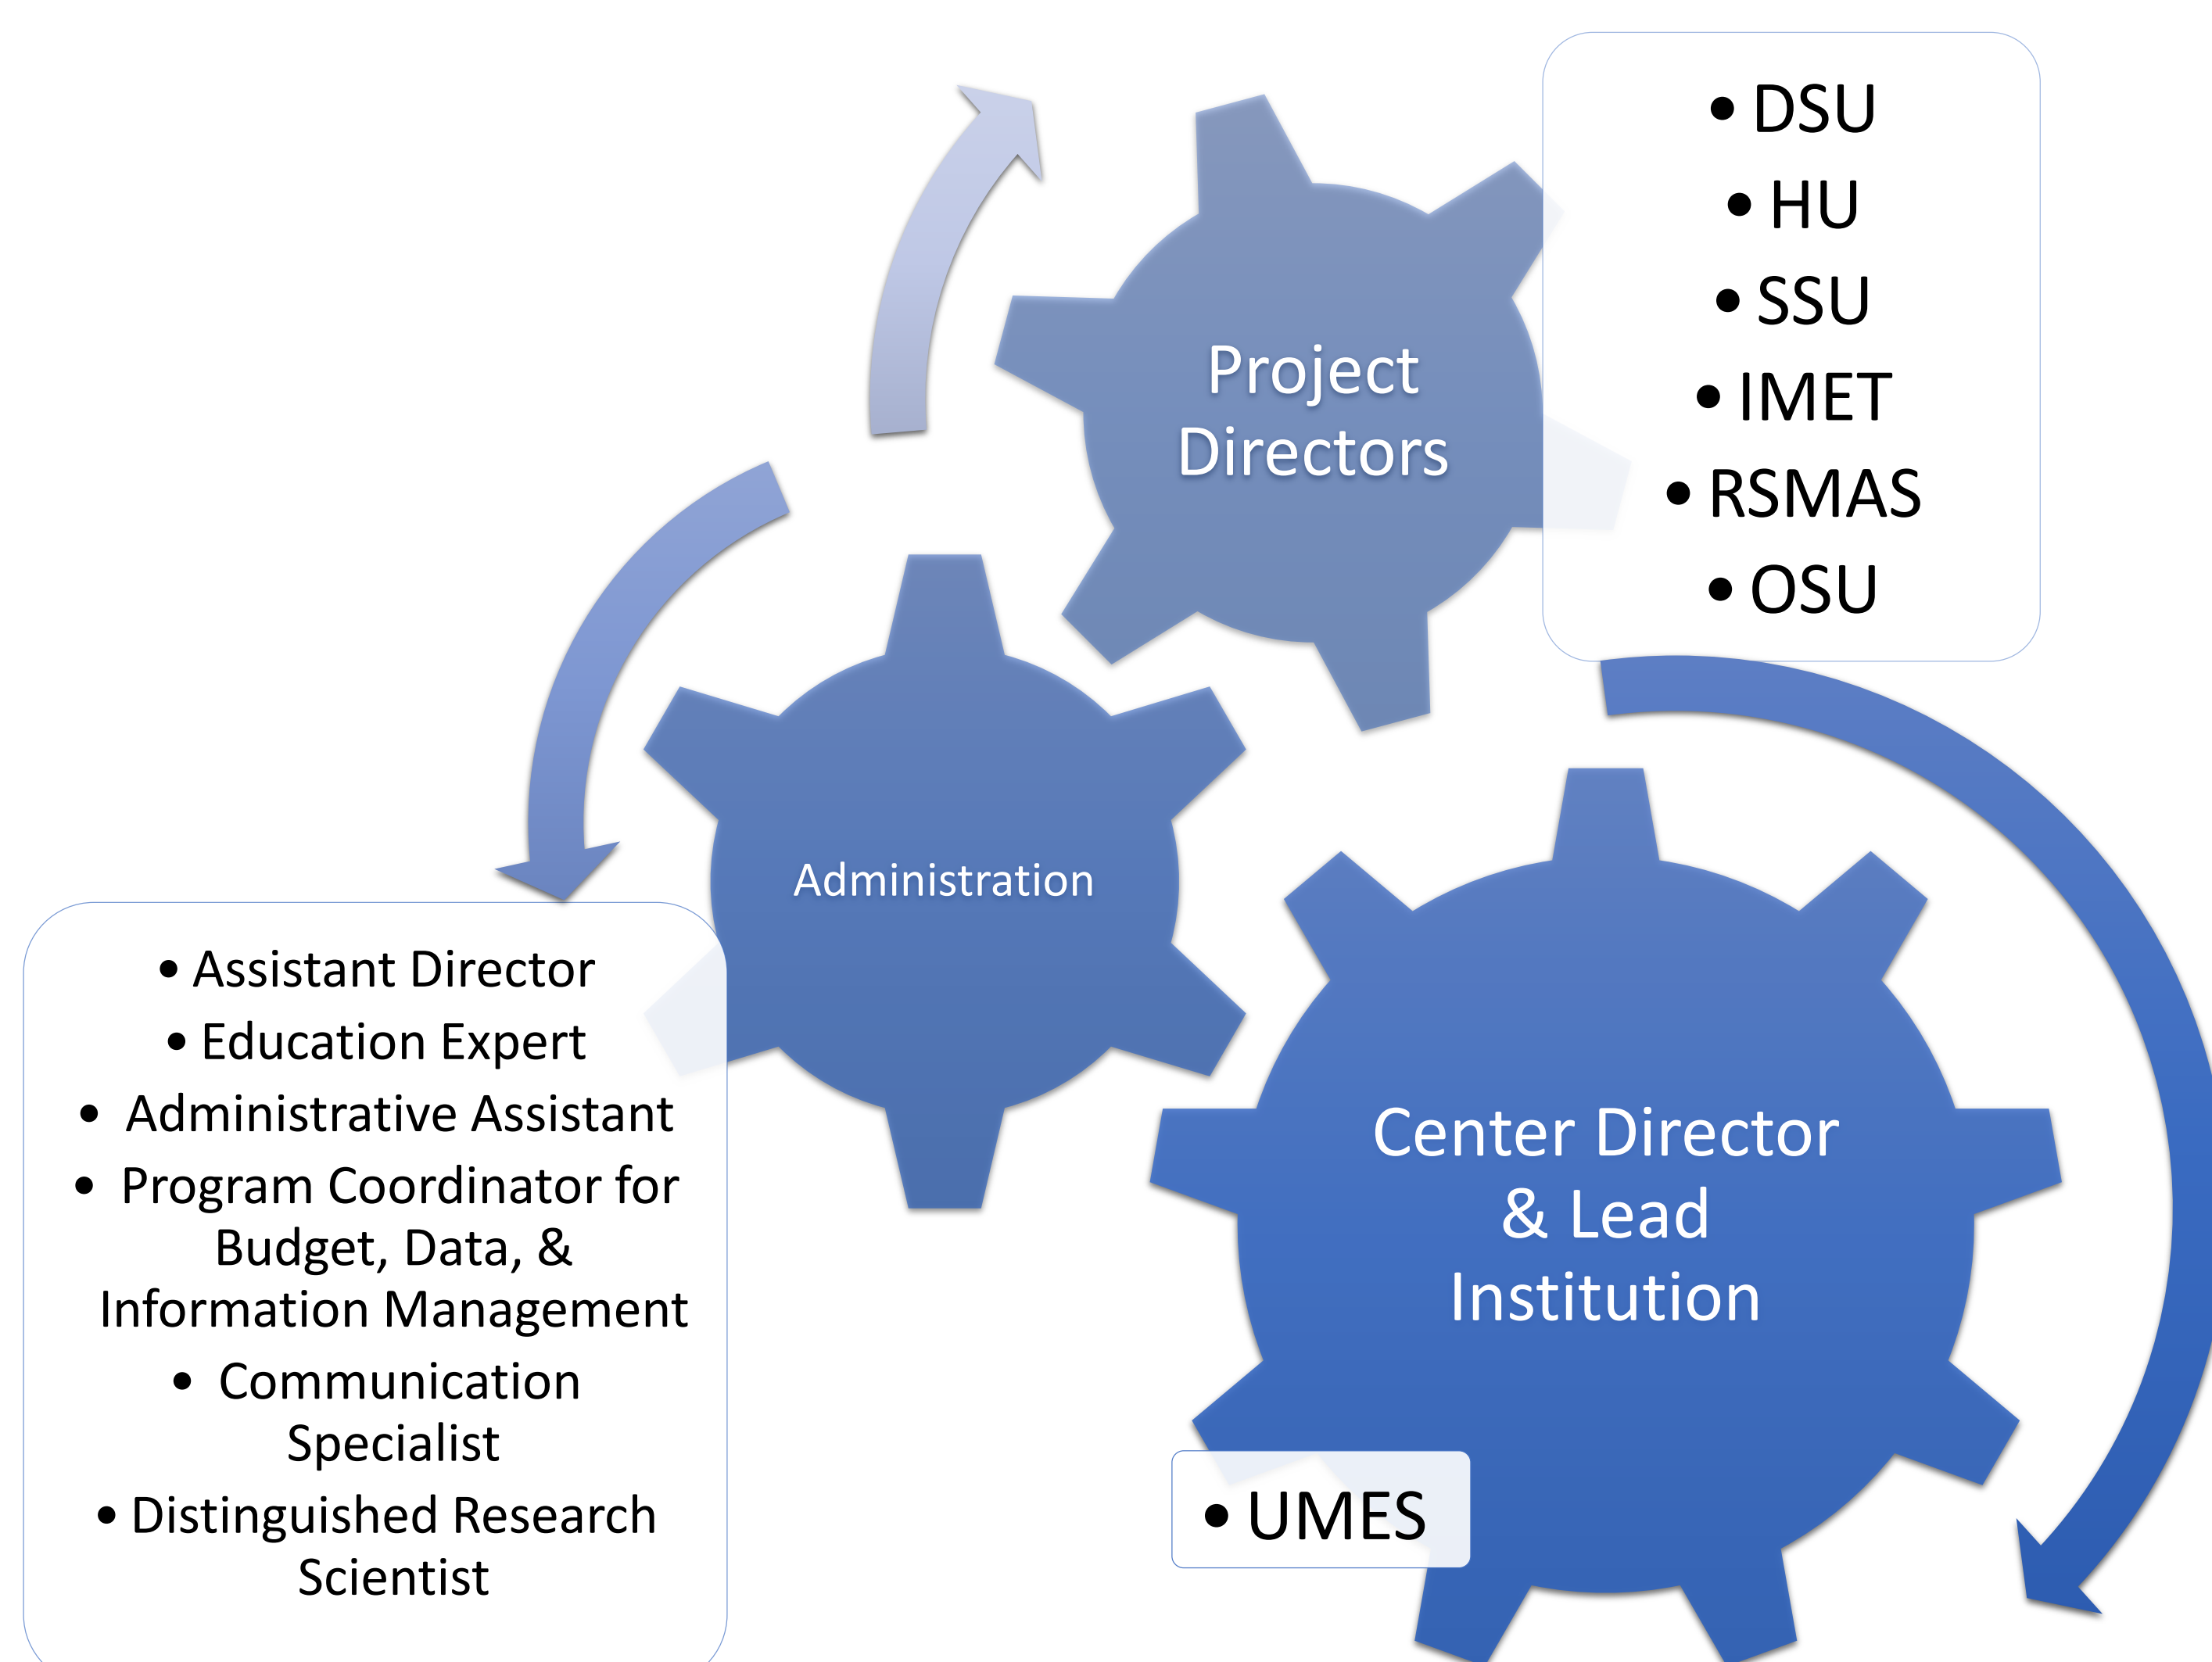 • DSU
• HU
• SSU
• IMET
• RSMAS
• OSU
Project
Directors
Administration
• Assistant Director
• Education Expert
• Administrative Assistant
• Program Coordinator for
Budget, Data, &
Information Management
• Communication
Specialist
• Distinguished Research
Scientist
Center Director
& Lead
Institution
• UMES